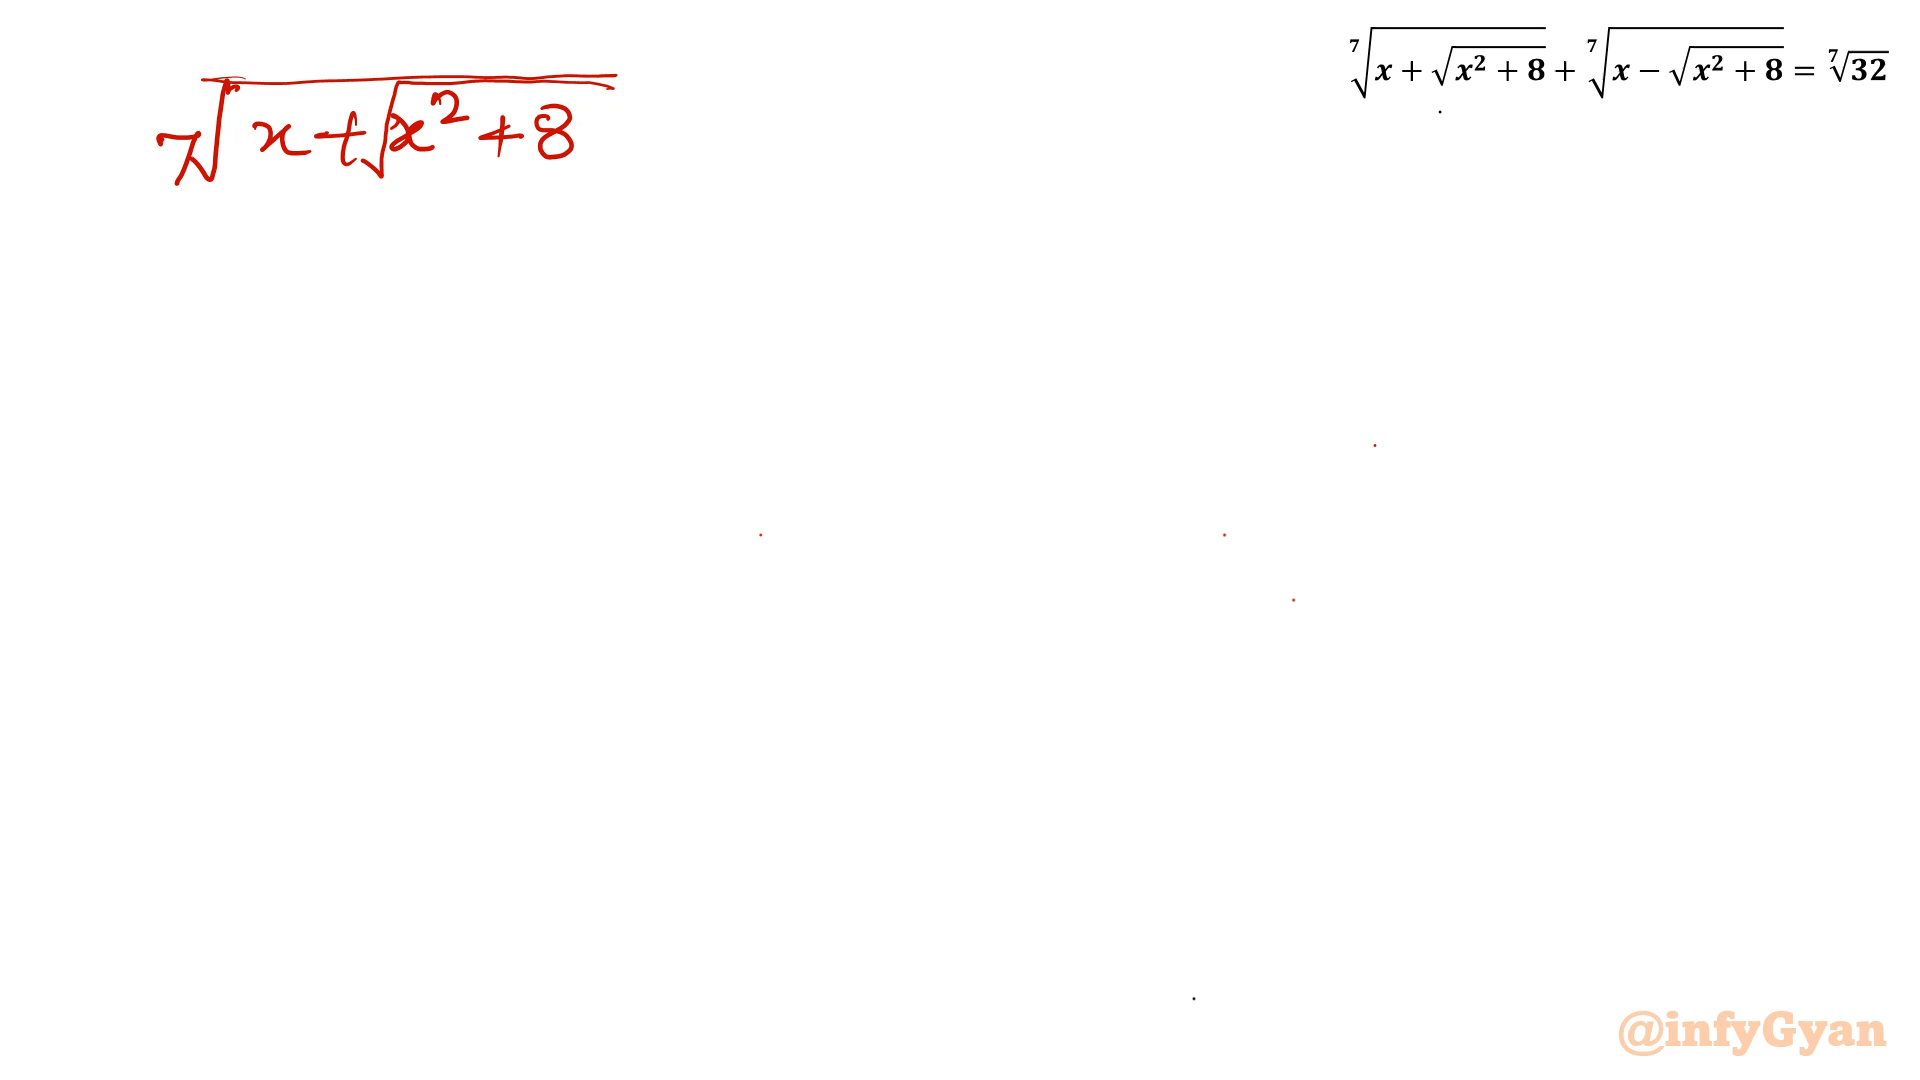 ⁷√(x + √(x² + 8)) + ⁷√(x − √(x² + 8)) = ⁷√32
⁷√(x + √(x² + 8))
@infyGyan